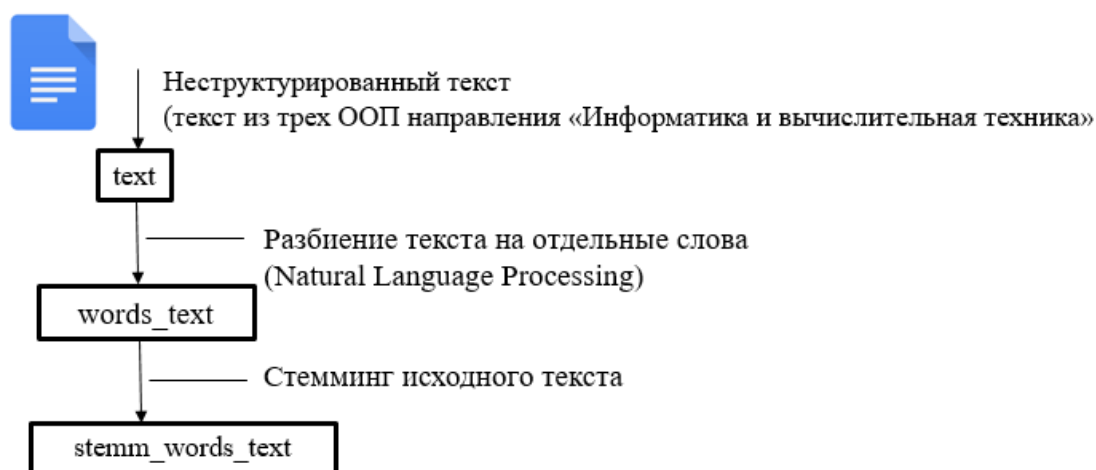 Неструктурированный текст
(текст из трех ООП направления «Информатика и вычислительная техника»
text
Разбиение текста на отдельные слова
(Natural Language Processing)
words_text
Стемминг исходного текста
stemm_words_text